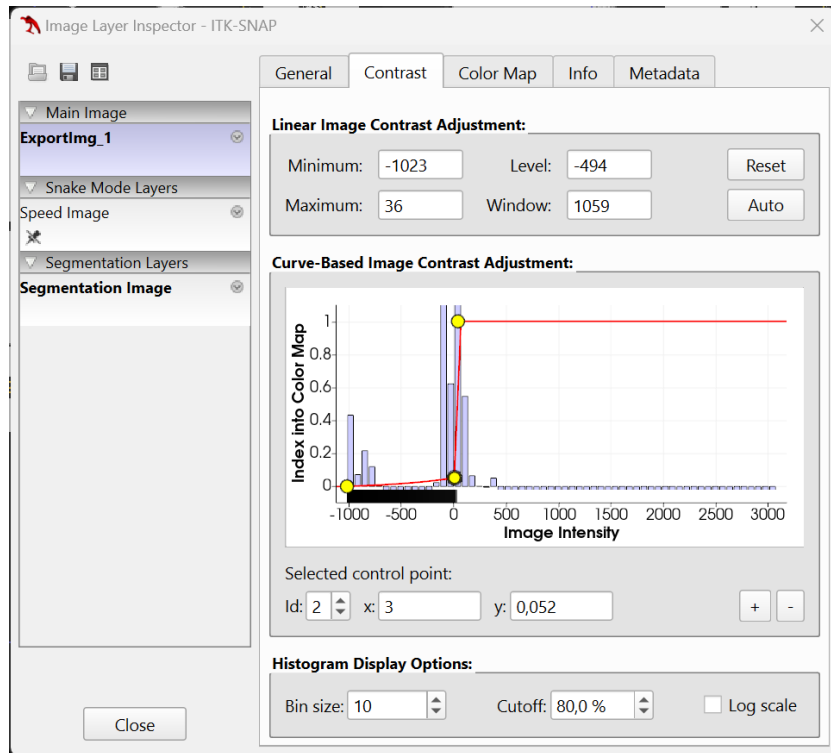 Image Layer Inspector - ITK-SNAP
General Contrast Color Map Info Metadata
Main Image
ExportImg_1
Snake Mode Layers
Speed Image
Segmentation Layers
Segmentation Image
Close
Linear Image Contrast Adjustment:
Minimum: -1023 Level: -494 Reset
Maximum: 36 Window: 1059 Auto
Curve-Based Image Contrast Adjustment:
Index into Color Map
1
0.8
0.6
0.4
0.2
0
-1000 -500 0 500 1000 1500 2000 2500 3000
Image Intensity
Selected control point:
Id: 2 x: 3 y: 0,052 + -
Histogram Display Options:
Bin size: 10 Cutoff: 80,0 % Log scale